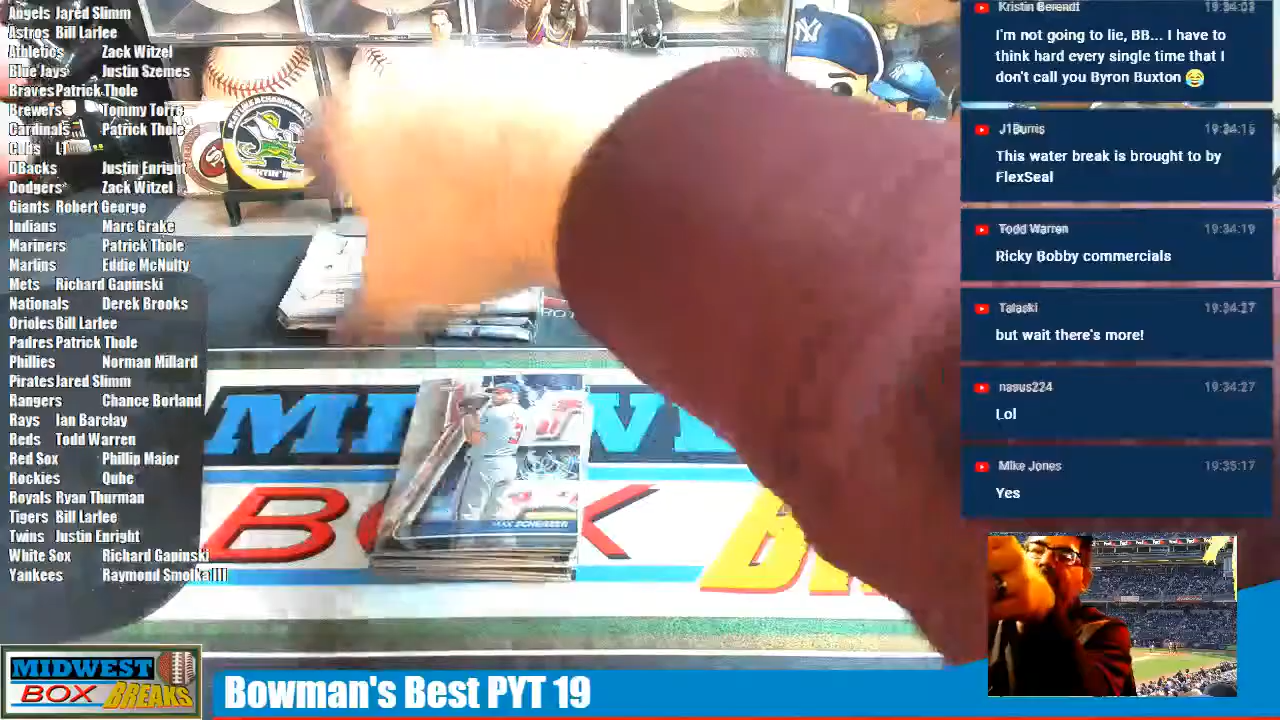 Angels Jared Slimm
Astros Bill Larlee
Athletics Zack Witzel
Blue Jays Justin Szemes
Braves Patrick Thole
Brewers Tommy Torre
Cardinals Patrick Thole
Cubs LT
DBacks Justin Enright
Dodgers Zack Witzel
Giants Robert George
Indians Marc Grake
Mariners Patrick Thole
Marlins Eddie McNulty
Mets Richard Gapinski
Nationals Derek Brooks
Orioles Bill Larlee
Padres Patrick Thole
Phillies Norman Millard
Pirates Jared Slimm
Rangers Chance Borland
Rays Ian Barclay
Reds Todd Warren
Red Sox Phillip Major
Rockies Qube
Royals Ryan Thurman
Tigers Bill Larlee
Twins Justin Enright
White Sox Richard Gapinski
Yankees Raymond Smolka III
Kristin Berendt 19:34:03
I'm not going to lie, BB... I have to
think hard every single time that I
don't call you Byron Buxton 😂
J1Burris 19:34:15
This water break is brought to by
FlexSeal
Todd Warren 19:34:19
Ricky Bobby commercials
Tataski 19:34:27
but wait there's more!
nasus224 19:34:27
Lol
Mike Jones 19:35:17
Yes
MAX SCHERZER
MIDWEST
BOX
BREAKS
Bowman's Best PYT 19